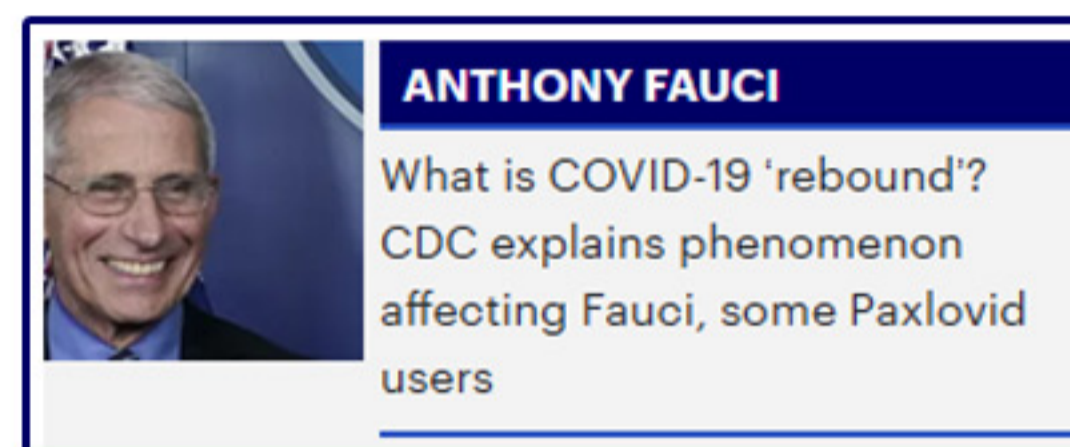 ANTHONY FAUCI
What is COVID-19 ‘rebound’?
CDC explains phenomenon
affecting Fauci, some Paxlovid
users